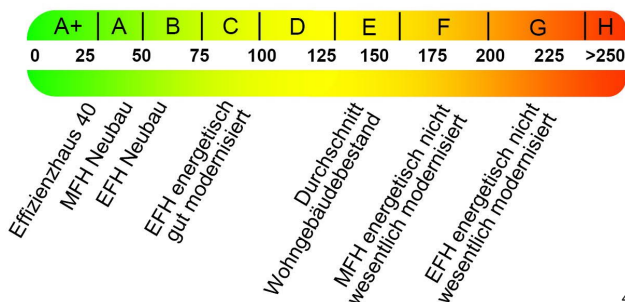 A+ A B C D E F G H
0 25 50 75 100 125 150 175 200 225 >250
Effizienzhaus 40
MFH Neubau
EFH Neubau
EFH energetisch
gut modernisiert
Durchschnitt
Wohngebäudebestand
MFH energetisch nicht
wesentlich modernisiert
EFH energetisch nicht
wesentlich modernisiert